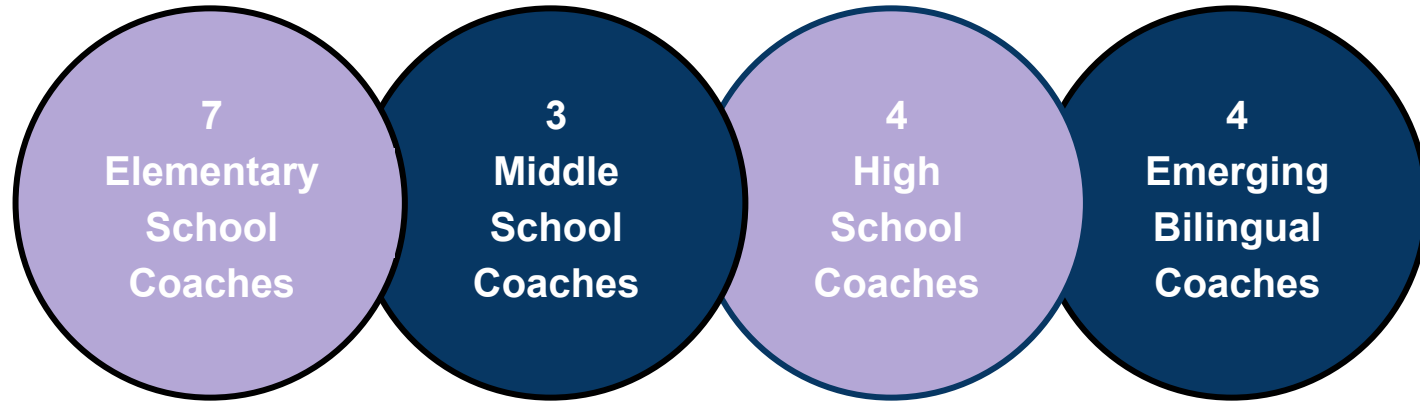 7
Elementary
School
Coaches
3
Middle
School
Coaches
4
High
School
Coaches
4
Emerging
Bilingual
Coaches